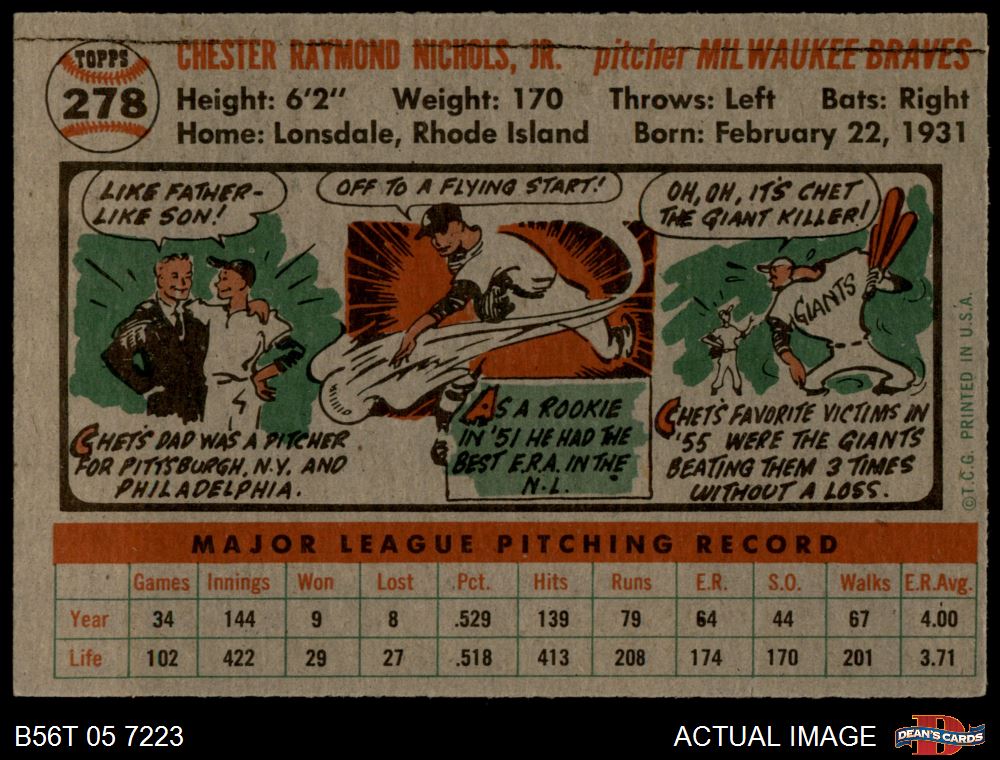 TOPPS
278
CHESTER RAYMOND NICHOLS, JR. pitcher MILWAUKEE BRAVES
Height: 6'2" Weight: 170 Throws: Left Bats: Right
Home: Lonsdale, Rhode Island Born: February 22, 1931
LIKE FATHER-
LIKE SON!
OFF TO A FLYING START!
OH, OH, IT'S CHET
THE GIANT KILLER!
GIANTS
CHET'S DAD WAS A PITCHER
FOR PITTSBURGH, N.Y. AND
PHILADELPHIA.
AS A ROOKIE
IN '51 HE HAD THE
BEST E.R.A. IN THE
N.L.
CHET'S FAVORITE VICTIMS IN
'55 WERE THE GIANTS
BEATING THEM 3 TIMES
WITHOUT A LOSS.
©T.C.G. PRINTED IN U.S.A.
MAJOR LEAGUE PITCHING RECORD
Games Innings Won Lost Pct. Hits Runs E.R. S.O. Walks E.R.Avg.
Year 34 144 9 8 .529 139 79 64 44 67 4.00
Life 102 422 29 27 .518 413 208 174 170 201 3.71
B56T 05 7223
ACTUAL IMAGE
DEAN'S CARDS